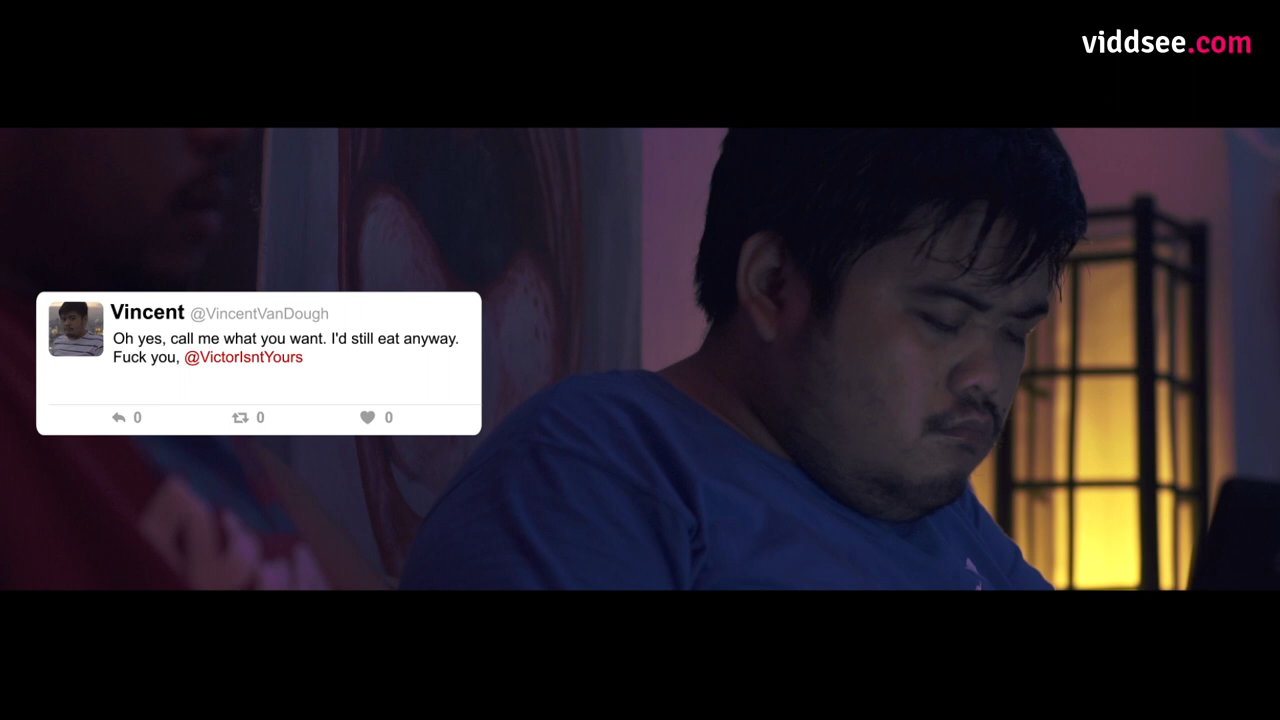 viddsee.com
Vincent @VincentVanDough
Oh yes, call me what you want. I'd still eat anyway.
Fuck you, @VictorIsntYours
0 0 0